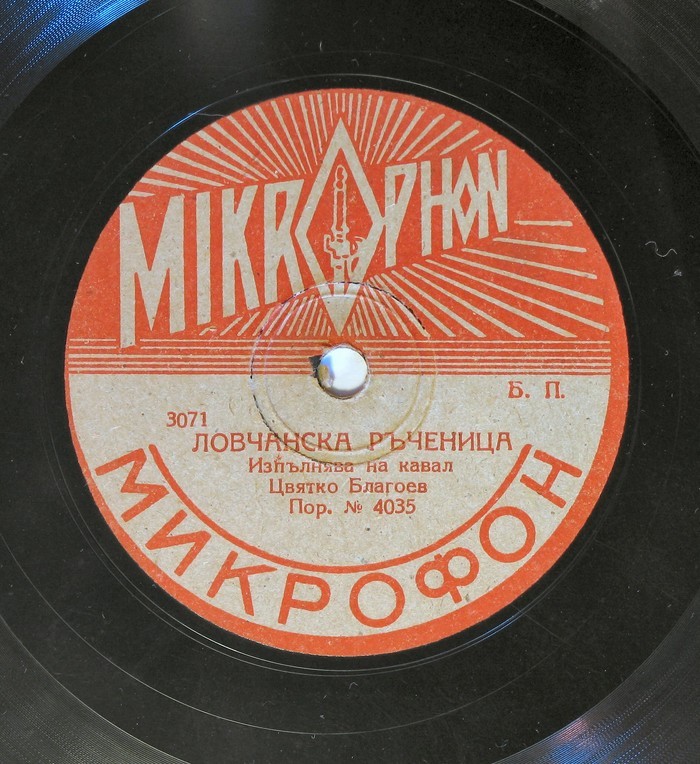 MIKROPHON
Б. П.
3071
ЛОВЧАНСКА РЪЧЕНИЦА
Изпълнява на кавал
Цвятко Благоев
Пор. № 4035
МИКРОФОН